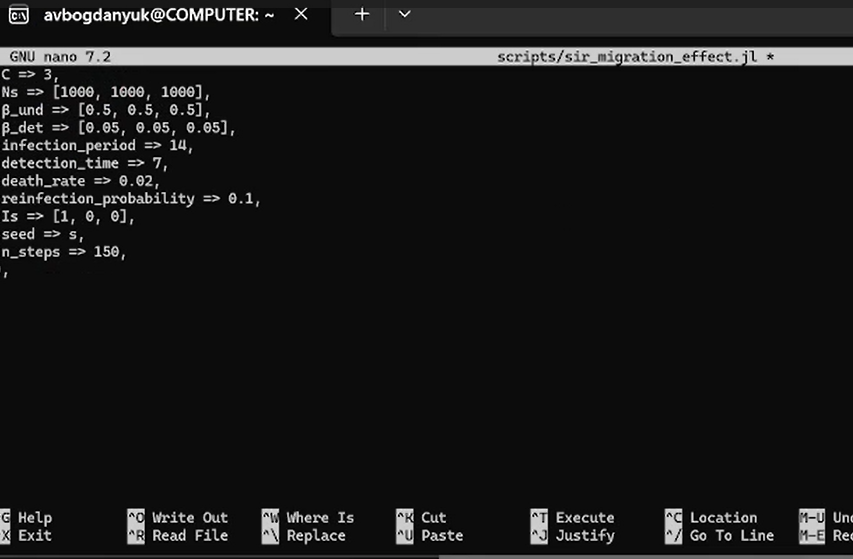 avbogdanyuk@COMPUTER: ~
GNU nano 7.2 scripts/sir_migration_effect.jl *
C => 3,
Ns => [1000, 1000, 1000],
β_und => [0.5, 0.5, 0.5],
β_det => [0.05, 0.05, 0.05],
infection_period => 14,
detection_time => 7,
death_rate => 0.02,
reinfection_probability => 0.1,
Is => [1, 0, 0],
seed => s,
n_steps => 150,
,
G Help ^O Write Out ^W Where Is ^K Cut ^T Execute ^C Location M-U Und
X Exit ^R Read File ^\ Replace ^U Paste ^J Justify ^/ Go To Line M-E Red